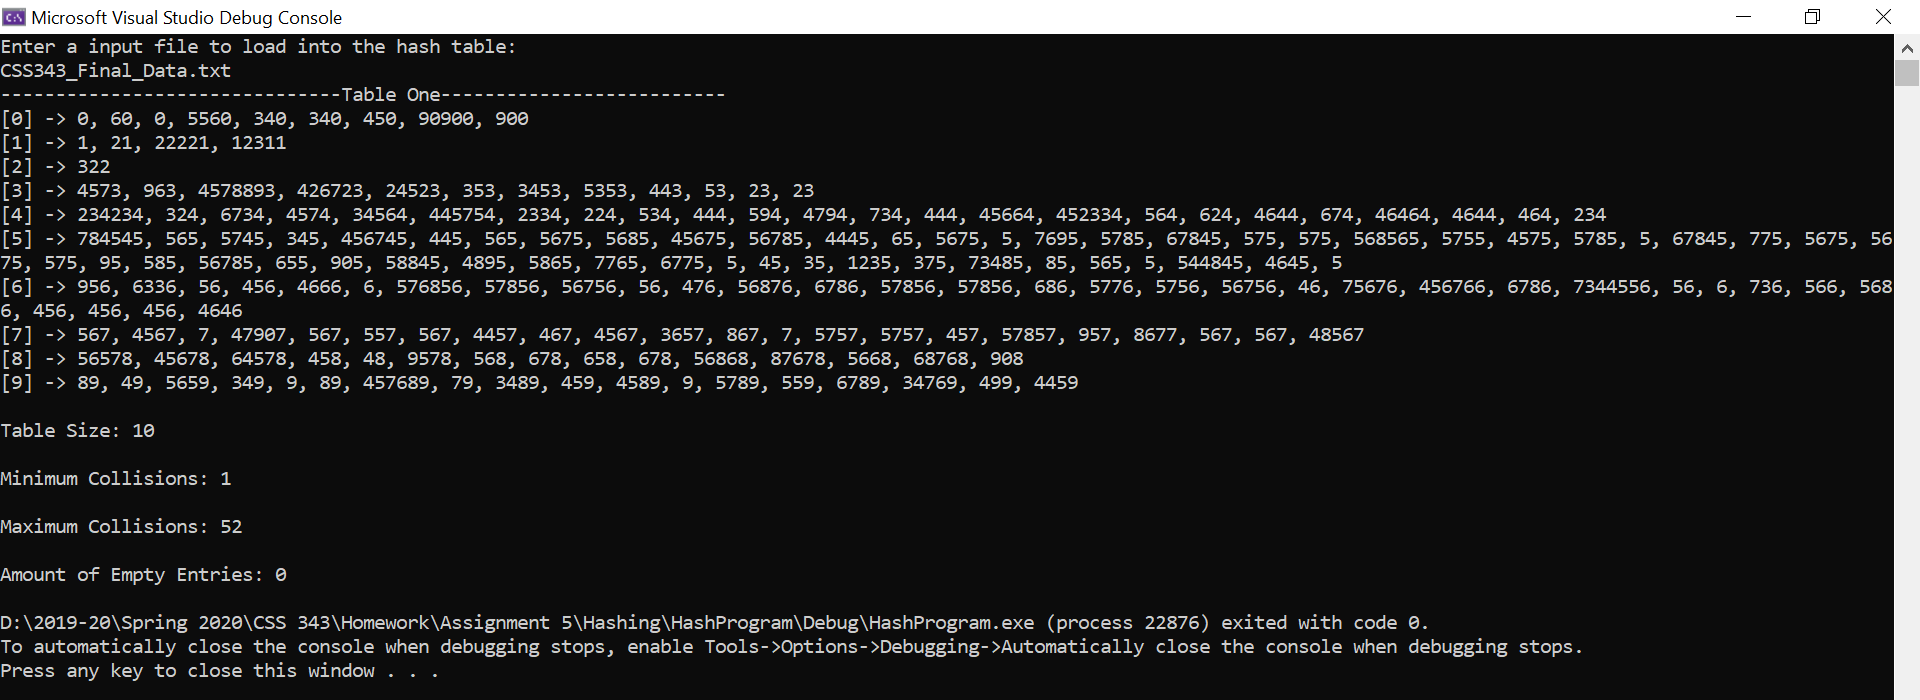 Microsoft Visual Studio Debug Console
Enter a input file to load into the hash table:
CSS343_Final_Data.txt
-------------------------------Table One--------------------------
[0] -> 0, 60, 0, 5560, 340, 340, 450, 90900, 900
[1] -> 1, 21, 22221, 12311
[2] -> 322
[3] -> 4573, 963, 4578893, 426723, 24523, 353, 3453, 5353, 443, 53, 23, 23
[4] -> 234234, 324, 6734, 4574, 34564, 445754, 2334, 224, 534, 444, 594, 4794, 734, 444, 45664, 452334, 564, 624, 4644, 674, 46464, 4644, 464, 234
[5] -> 784545, 565, 5745, 345, 456745, 445, 565, 5675, 5685, 45675, 56785, 4445, 65, 5675, 5, 7695, 5785, 67845, 575, 575, 568565, 5755, 4575, 5785, 5, 67845, 775, 5675, 56
75, 575, 95, 585, 56785, 655, 905, 58845, 4895, 5865, 7765, 6775, 5, 45, 35, 1235, 375, 73485, 85, 565, 5, 544845, 4645, 5
[6] -> 956, 6336, 56, 456, 4666, 6, 576856, 57856, 56756, 56, 476, 56876, 6786, 57856, 57856, 686, 5776, 5756, 56756, 46, 75676, 456766, 6786, 7344556, 56, 6, 736, 566, 568
6, 456, 456, 456, 4646
[7] -> 567, 4567, 7, 47907, 567, 557, 567, 4457, 467, 4567, 3657, 867, 7, 5757, 5757, 457, 57857, 957, 8677, 567, 567, 48567
[8] -> 56578, 45678, 64578, 458, 48, 9578, 568, 678, 658, 678, 56868, 87678, 5668, 68768, 908
[9] -> 89, 49, 5659, 349, 9, 89, 457689, 79, 3489, 459, 4589, 9, 5789, 559, 6789, 34769, 499, 4459
Table Size: 10
Minimum Collisions: 1
Maximum Collisions: 52
Amount of Empty Entries: 0
D:\2019-20\Spring 2020\CSS 343\Homework\Assignment 5\Hashing\HashProgram\Debug\HashProgram.exe (process 22876) exited with code 0.
To automatically close the console when debugging stops, enable Tools->Options->Debugging->Automatically close the console when debugging stops.
Press any key to close this window . . .